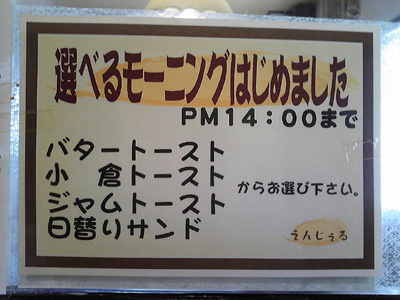 選べるモーニングはじめました
PM14:00まで
バタートースト
小 倉トースト
ジャムトースト
日替りサンド
からお選び下さい。
えんじぇる